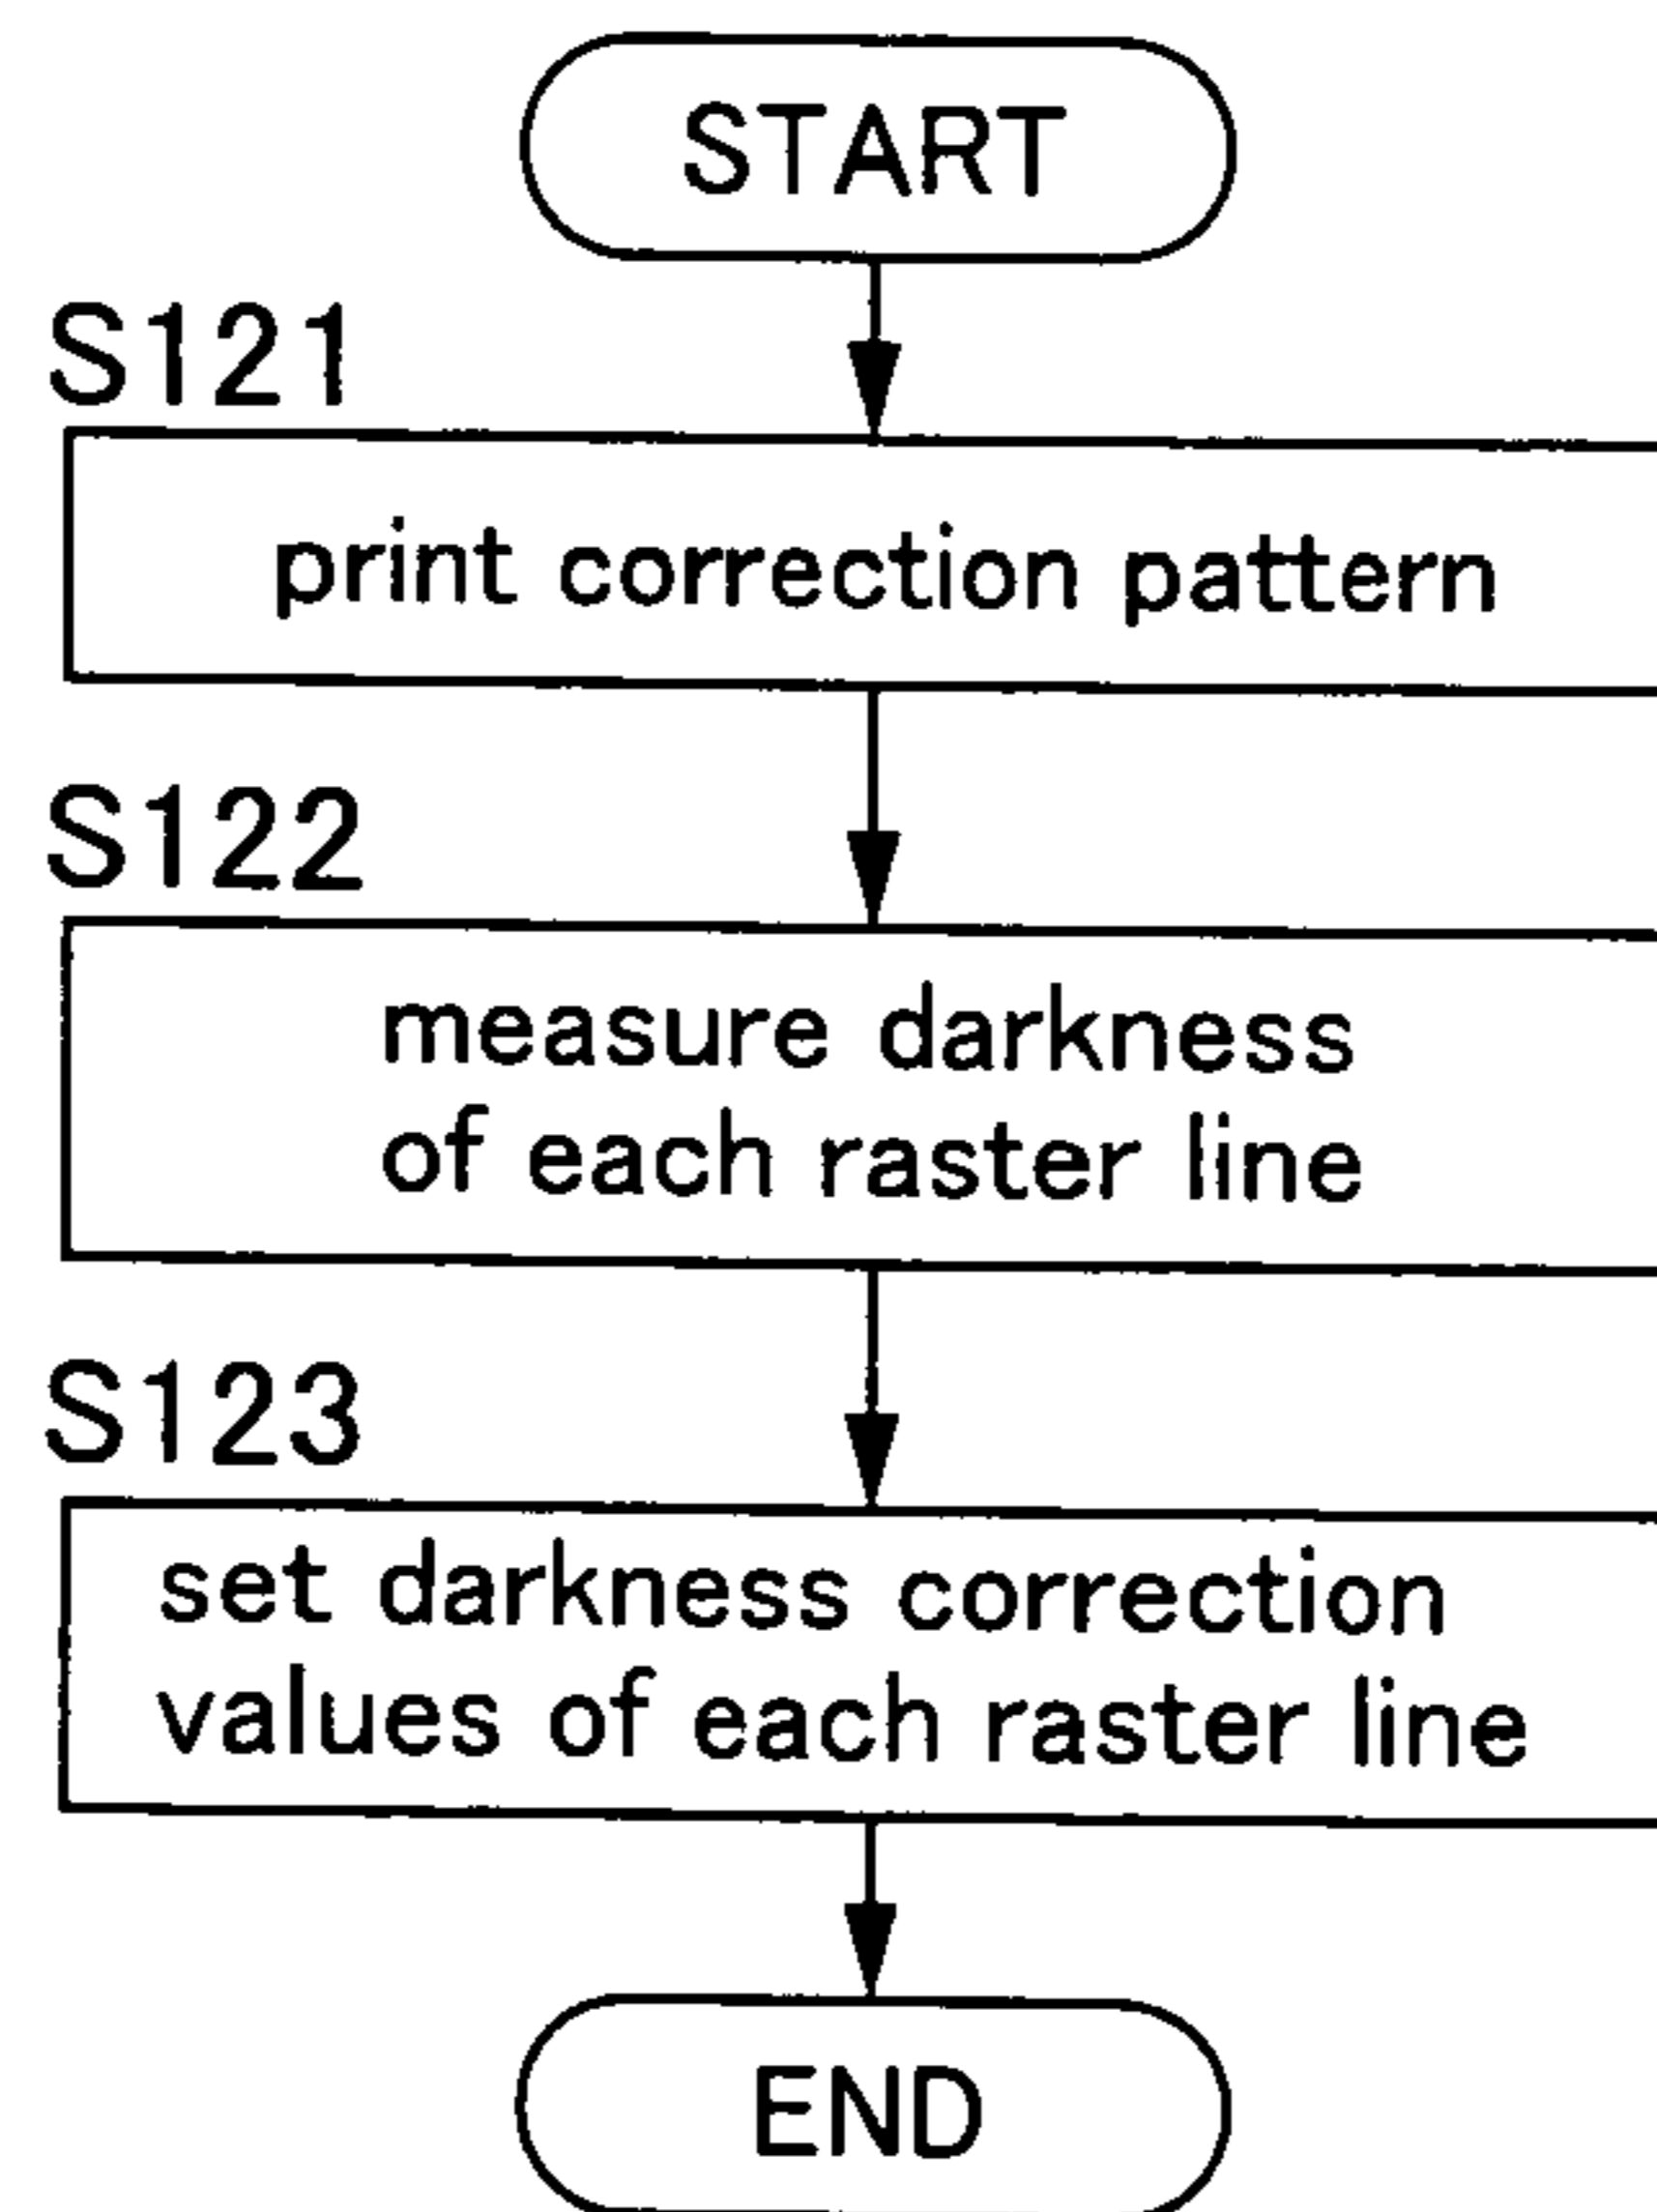 START
S121
print correction pattern
S122
measure darkness
of each raster line
S123
set darkness correction
values of each raster line
END